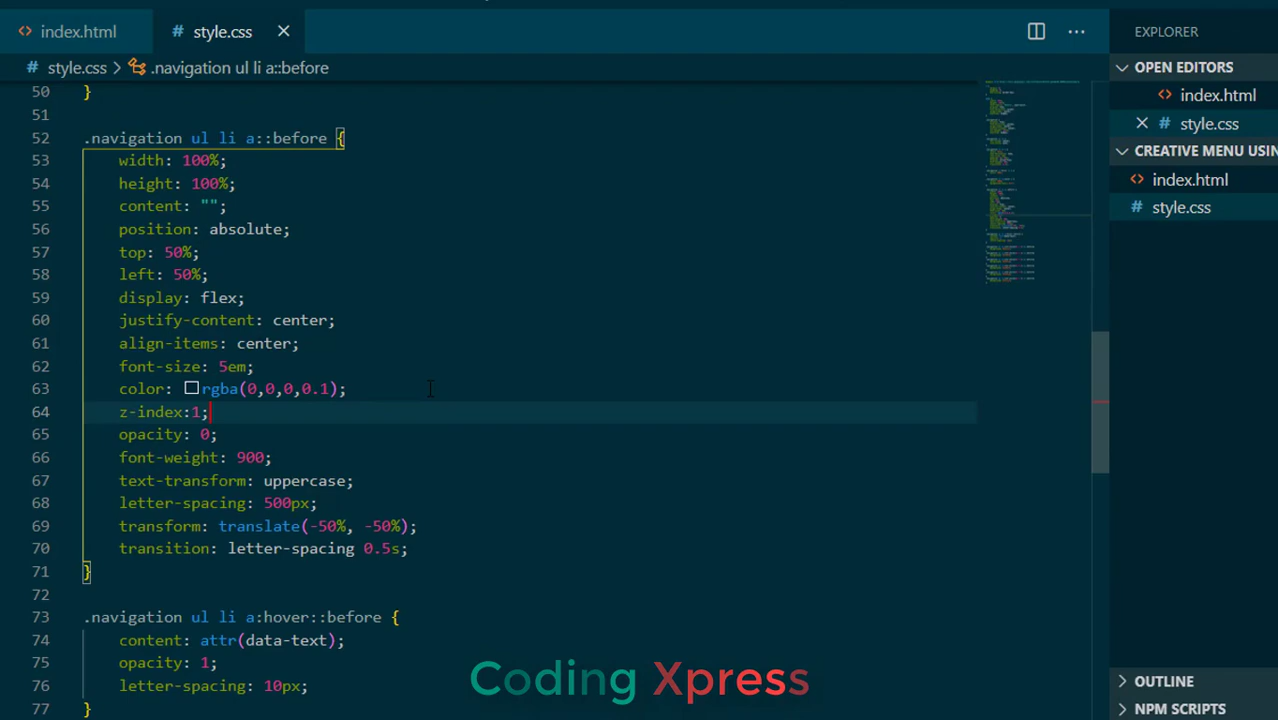 index.html
style.css
EXPLORER
style.css > .navigation ul li a::before
OPEN EDITORS
index.html
style.css
CREATIVE MENU USIN
index.html
style.css
50 }
51
52 .navigation ul li a::before {
53 width: 100%;
54 height: 100%;
55 content: "";
56 position: absolute;
57 top: 50%;
58 left: 50%;
59 display: flex;
60 justify-content: center;
61 align-items: center;
62 font-size: 5em;
63 color: rgba(0,0,0,0.1);
64 z-index:1;
65 opacity: 0;
66 font-weight: 900;
67 text-transform: uppercase;
68 letter-spacing: 500px;
69 transform: translate(-50%, -50%);
70 transition: letter-spacing 0.5s;
71 }
72
73 .navigation ul li a:hover::before {
74 content: attr(data-text);
75 opacity: 1;
76 letter-spacing: 10px;
77 }
Coding Xpress
OUTLINE
NPM SCRIPTS